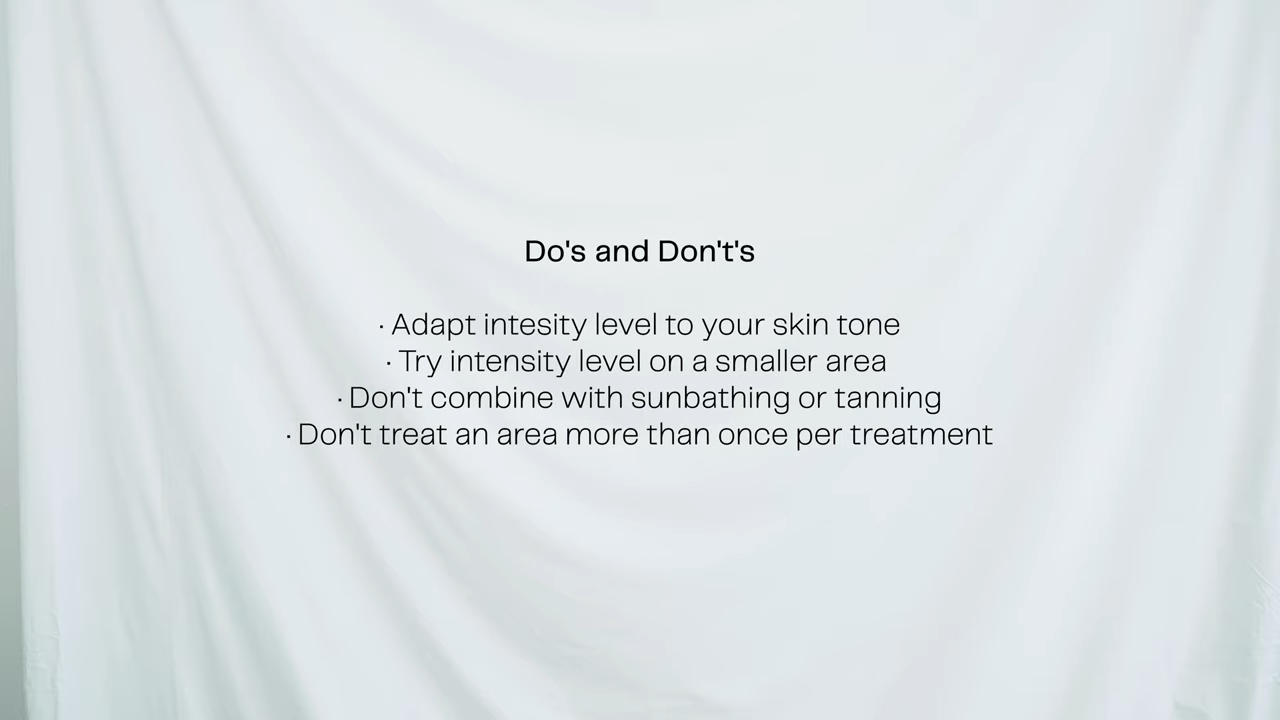 Do's and Don't's
· Adapt intesity level to your skin tone
· Try intensity level on a smaller area
· Don't combine with sunbathing or tanning
· Don't treat an area more than once per treatment